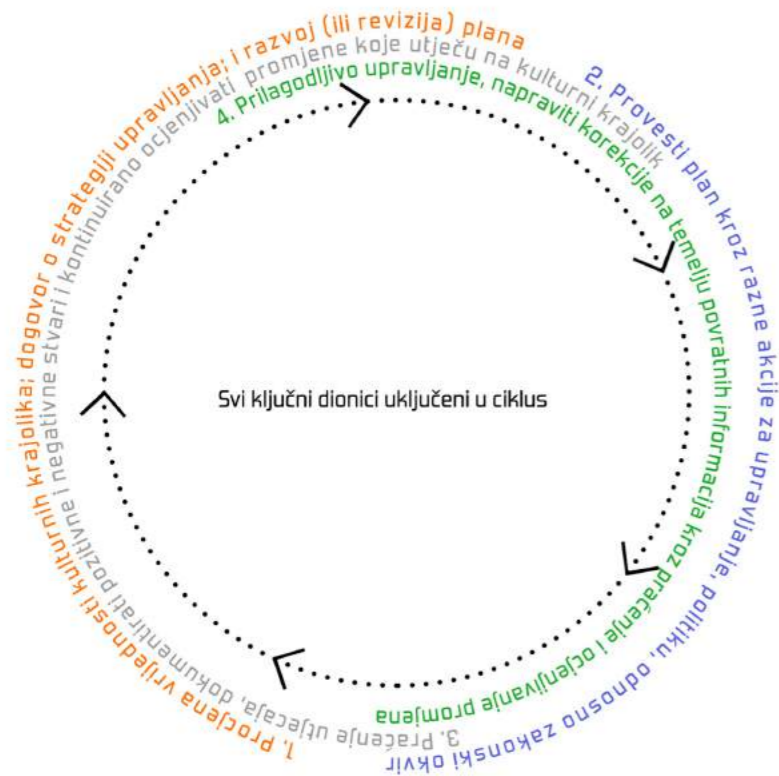 1. Procjena vrijednosti kulturnih krajolika; dogovor o strategiji upravljanja; i razvoj (ili revizija) plana
2. Provesti plan kroz razne akcije za upravljanje, politiku, odnosno zakonski okvir
3. Praćenje utjecaja, dokumentirati pozitivne i negativne stvari i kontinuirano ocjenjivati promjene koje utječu na kulturni krajolik
4. Prilagodljivo upravljanje, napraviti korekcije na temelju povratnih informacija kroz praćenje i ocjenjivanje promjena
Svi ključni dionici uključeni u ciklus